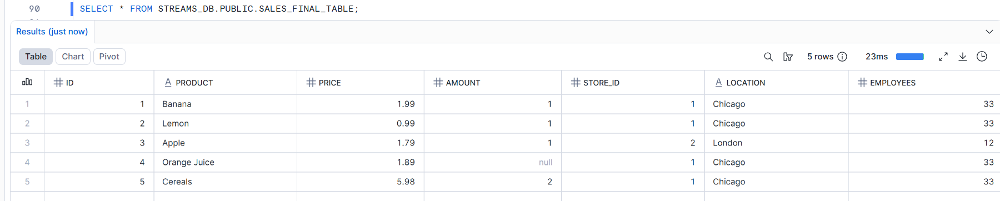 90 SELECT * FROM STREAMS_DB.PUBLIC.SALES_FINAL_TABLE;
Results (just now)
Table Chart Pivot 5 rows 23ms
ID PRODUCT PRICE AMOUNT STORE_ID LOCATION EMPLOYEES
1 1 Banana 1.99 1 1 Chicago 33
2 2 Lemon 0.99 1 1 Chicago 33
3 3 Apple 1.79 1 2 London 12
4 4 Orange Juice 1.89 null 1 Chicago 33
5 5 Cereals 5.98 2 1 Chicago 33